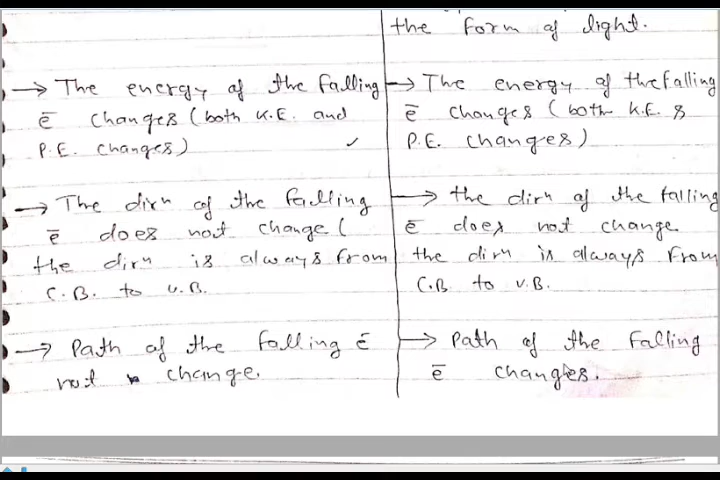 the form of light.
→ The energy of the falling
ē changes (both K.E. and
P.E. changes)
→ The energy of the falling
ē changes (both K.E. &
P.E. changes)
→ The dirⁿ of the falling
ē does not change (
the dirⁿ is always from
C.B. to V.B.
→ the dirⁿ of the falling
ē does not change
the dirⁿ is always from
C.B to V.B.
→ Path of the falling ē
not change.
→ Path of the falling
ē changes.